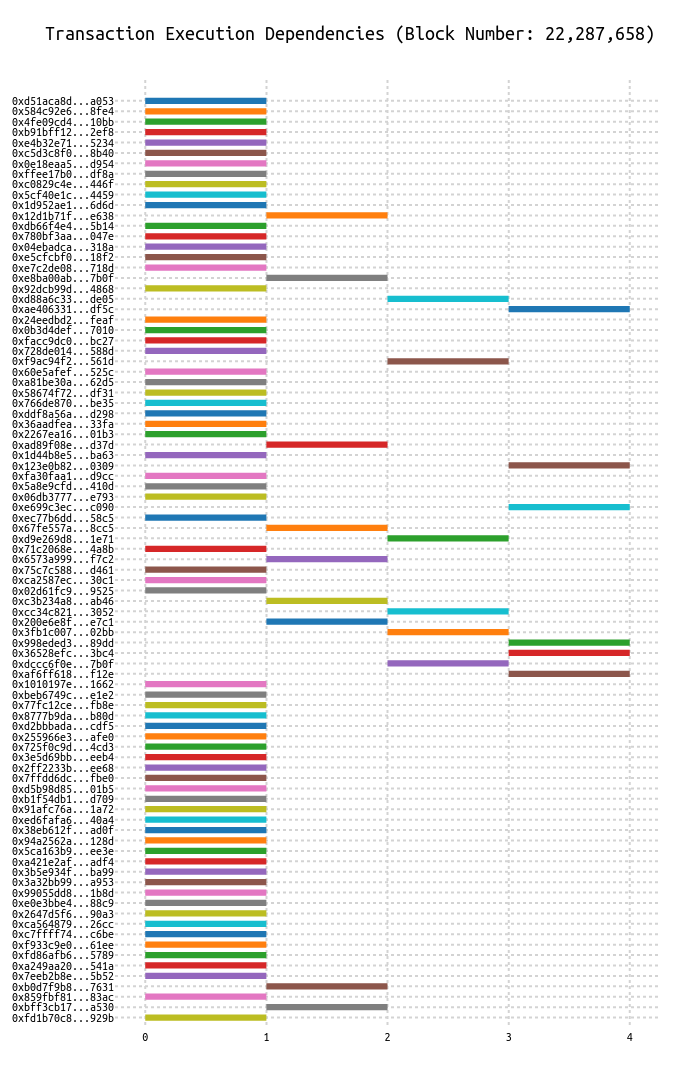 Transaction Execution Dependencies (Block Number: 22,287,658)
0xd51aca8d...a053
0x584c92e6...8fe4
0x4fe09cd4...10bb
0xb91bff12...2ef8
0xe4b32e71...5234
0xc5d3c8f0...8b40
0x0e18eaa5...d954
0xffee17b0...df8a
0xc0829c4e...446f
0x5cf40e1c...4459
0x1d952ae1...6d6d
0x12d1b71f...e638
0xdb66f4e4...5b14
0x780bf3aa...047e
0x04ebadca...318a
0xe5cfcbf0...18f2
0xe7c2de08...718d
0xe8ba00ab...7b0f
0x92dcb99d...4868
0xd88a6c33...de05
0xae406331...df5c
0x24eedbd2...feaf
0x0b3d4def...7010
0xfacc9dc0...bc27
0x728de014...588d
0xf9ac94f2...561d
0x60e5afef...525c
0xa81be30a...62d5
0x58674f72...df31
0x766de870...be35
0xddf8a56a...d298
0x36aadfea...33fa
0x2267ea16...01b3
0xad89f08e...d37d
0x1d44b8e5...ba63
0x123e0b82...0309
0xfa30faa1...d9cc
0x5a8e9cfd...410d
0x06db3777...e793
0xe699c3ec...c090
0xec77b6dd...58c5
0x67fe557a...8cc5
0xd9e269d8...1e71
0x71c2068e...4a8b
0x6573a999...f7c2
0x75c7c588...d461
0xca2587ec...30c1
0x02d61fc9...9525
0xc3b234a8...ab46
0xcc34c821...3052
0x200e6e8f...e7c1
0x3fb1c007...02bb
0x998eded3...89dd
0x36528efc...3bc4
0xdccc6f0e...7b0f
0xaf6ff618...f12e
0x1010197e...1662
0xbeb6749c...e1e2
0x77fc12ce...fb8e
0x8777b9da...b80d
0xd2bbbada...cdf5
0x255966e3...afe0
0x725f0c9d...4cd3
0x3e5d69bb...eeb4
0x2ff2233b...ee68
0x7ffdd6dc...fbe0
0xd5b98d85...01b5
0xb1f54db1...d709
0x91afc76a...1a72
0xed6fafa6...40a4
0x38eb612f...ad0f
0x94a2562a...128d
0x5ca163b9...ee3e
0xa421e2af...adf4
0x3b5e934f...ba99
0x3a32bb99...a953
0x99055dd8...1b8d
0xe0e3bbe4...88c9
0x2647d5f6...90a3
0xca564879...26cc
0xc7ffff74...c6be
0xf933c9e0...61ee
0xfd86afb6...5789
0xa249aa20...541a
0x7eeb2b8e...5b52
0xb0d7f9b8...7631
0x859fbf81...83ac
0xbff3cb17...a530
0xfd1b70c8...929b
0 1 2 3 4